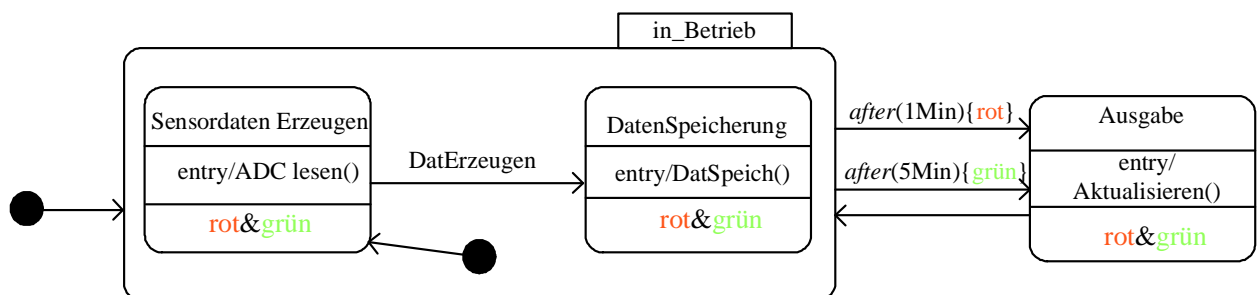 in_Betrieb
Sensordaten Erzeugen
entry/ADC lesen()
rot&grün
DatErzeugen
DatenSpeicherung
entry/DatSpeich()
rot&grün
after(1Min){rot}
after(5Min){grün}
Ausgabe
entry/
Aktualisieren()
rot&grün